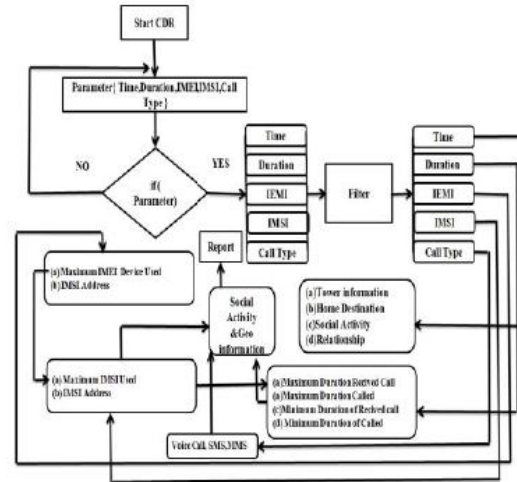 Start CDR
Parameter{ Time,Duration,IMEI,IMSI,Call
Type }
NO
YES
if(
Parameter)
Time
Duration
IEMI
IMSI
Call Type
Filter
Time
Duration
IEMI
IMSI
Call Type
Report
(a)Maximum IMEI Device Used
(b)IMSI Address
Social
Activity
&Geo
information
(a)Tower information
(b)Home Destination
(c)Social Activity
(d)Relationship
(a)Maximum IMSI Used
(b)IMSI Address
(a)Maximum Duration Recived Call
(a)Maximum Duration Called
(c)Minimum Duration of Recived call
(d)Minimum Duration of Called
Voice Call, SMS,MMS